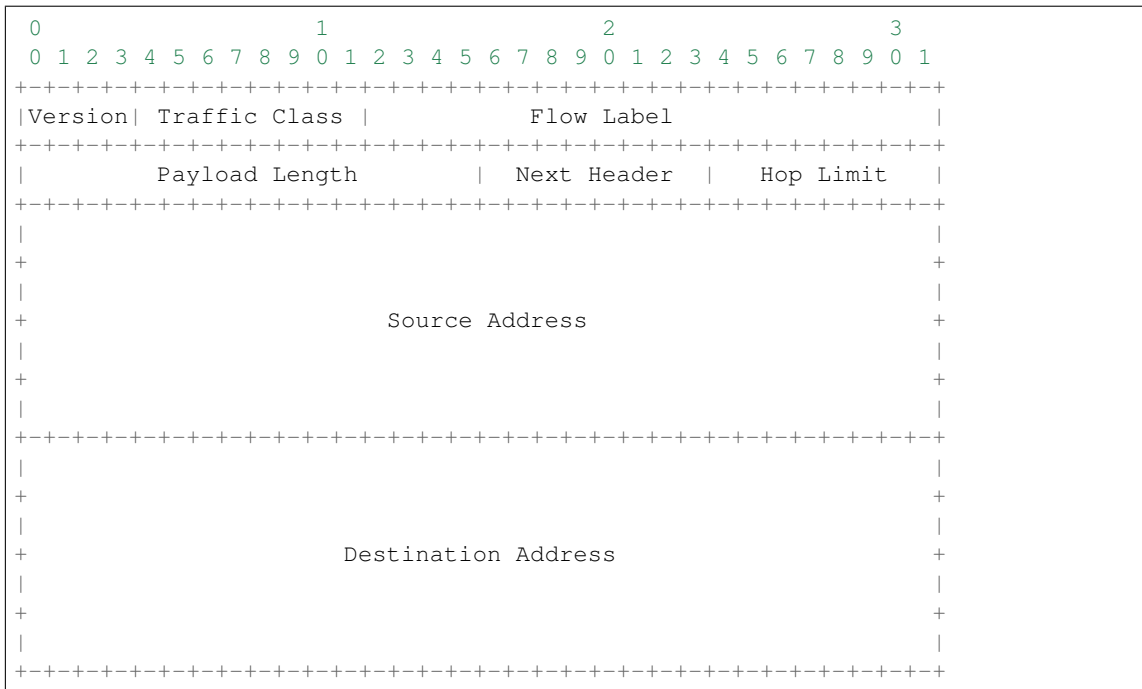 0                   1                   2                   3
 0 1 2 3 4 5 6 7 8 9 0 1 2 3 4 5 6 7 8 9 0 1 2 3 4 5 6 7 8 9 0 1
+-+-+-+-+-+-+-+-+-+-+-+-+-+-+-+-+-+-+-+-+-+-+-+-+-+-+-+-+-+-+-+-+
|Version| Traffic Class |           Flow Label                  |
+-+-+-+-+-+-+-+-+-+-+-+-+-+-+-+-+-+-+-+-+-+-+-+-+-+-+-+-+-+-+-+-+
|         Payload Length        |  Next Header  |   Hop Limit   |
+-+-+-+-+-+-+-+-+-+-+-+-+-+-+-+-+-+-+-+-+-+-+-+-+-+-+-+-+-+-+-+-+
|                                                               |
+                                                               +
|                                                               |
+                         Source Address                        +
|                                                               |
+                                                               +
|                                                               |
+-+-+-+-+-+-+-+-+-+-+-+-+-+-+-+-+-+-+-+-+-+-+-+-+-+-+-+-+-+-+-+-+
|                                                               |
+                                                               +
|                                                               |
+                      Destination Address                      +
|                                                               |
+                                                               +
|                                                               |
+-+-+-+-+-+-+-+-+-+-+-+-+-+-+-+-+-+-+-+-+-+-+-+-+-+-+-+-+-+-+-+-+